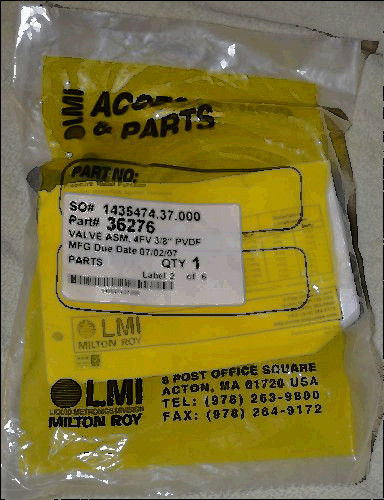 LMI
& PARTS
PART NO:
SO# 1435474.37.000
Part# 36276
VALVE ASM, 4FV 3/8" PVDF
MFG Due Date 07/02/07
PARTS QTY 1
Label 2 of 6
LMI
MILTON ROY
LMI
LIQUID METRONICS DIVISION
MILTON ROY
8 POST OFFICE SQUARE
ACTON, MA 01720 USA
TEL: (978) 263-9800
FAX: (978) 264-9172